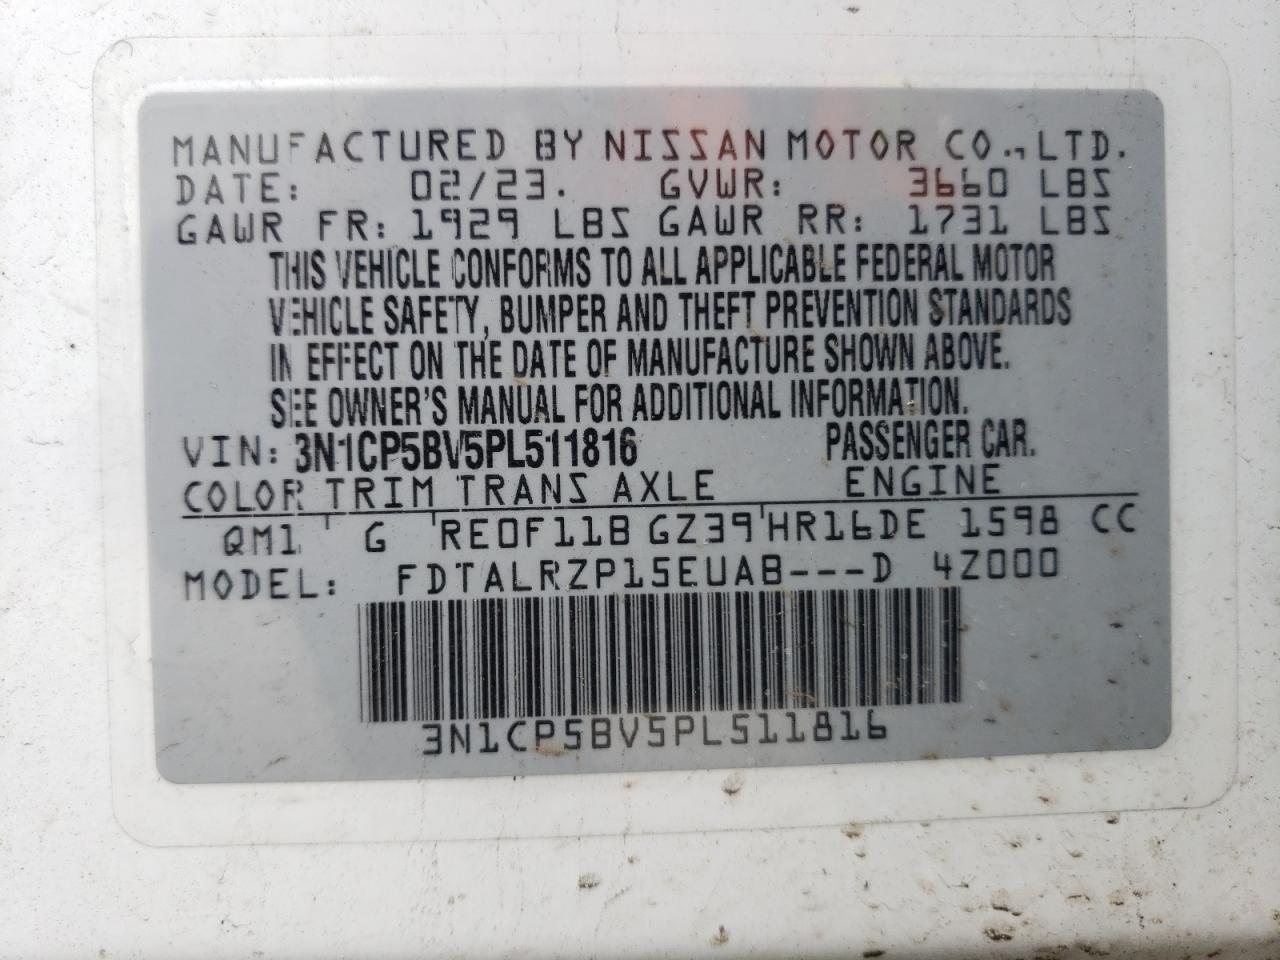 MANUFACTURED BY NISSAN MOTOR CO., LTD.
DATE: 02/23. GVWR: 3660 LBS
GAWR FR: 1929 LBS GAWR RR: 1731 LBS
THIS VEHICLE CONFORMS TO ALL APPLICABLE FEDERAL MOTOR
VEHICLE SAFETY, BUMPER AND THEFT PREVENTION STANDARDS
IN EFFECT ON THE DATE OF MANUFACTURE SHOWN ABOVE.
SEE OWNER'S MANUAL FOR ADDITIONAL INFORMATION.
VIN: 3N1CP5BV5PL511816 PASSENGER CAR.
COLOR TRIM TRANS AXLE ENGINE
QM1 G RE0F11B GZ39 HR16DE 1598 CC
MODEL: FDTALRZP15EUAB---D 4Z000
3N1CP5BV5PL511816